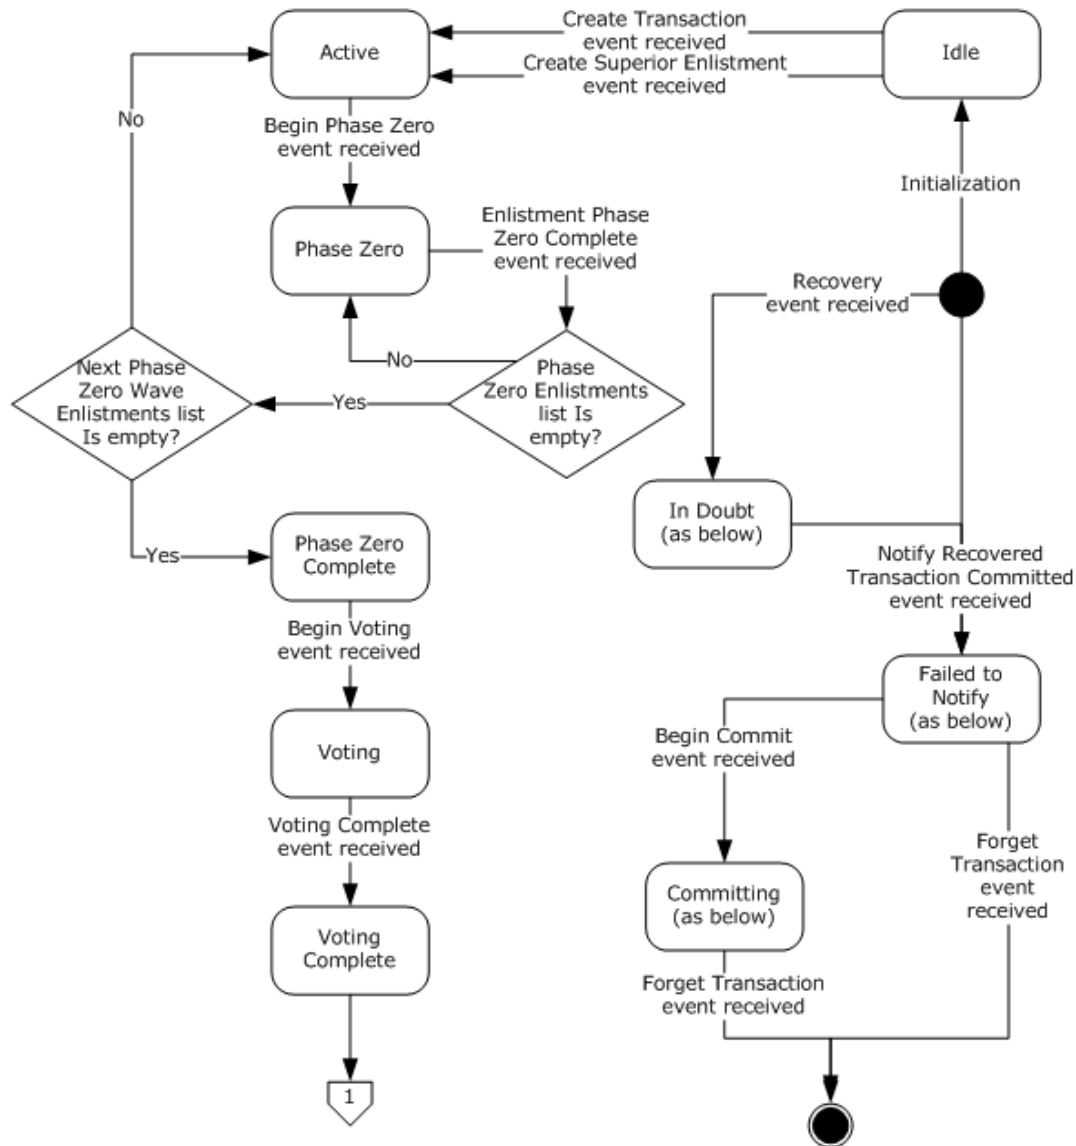 Active
Create Transaction
event received
Create Superior Enlistment
event received
Idle
No
Begin Phase Zero
event received
Initialization
Phase Zero
Enlistment Phase
Zero Complete
event received
Recovery
event received
No
Next Phase
Zero Wave
Enlistments list
Is empty?
Yes
Phase
Zero Enlistments
list Is
empty?
In Doubt
(as below)
Yes
Phase Zero
Complete
Notify Recovered
Transaction Committed
event received
Begin Voting
event received
Failed to
Notify
(as below)
Voting
Begin Commit
event received
Voting Complete
event received
Forget
Transaction
event
received
Committing
(as below)
Voting
Complete
Forget Transaction
event received
1